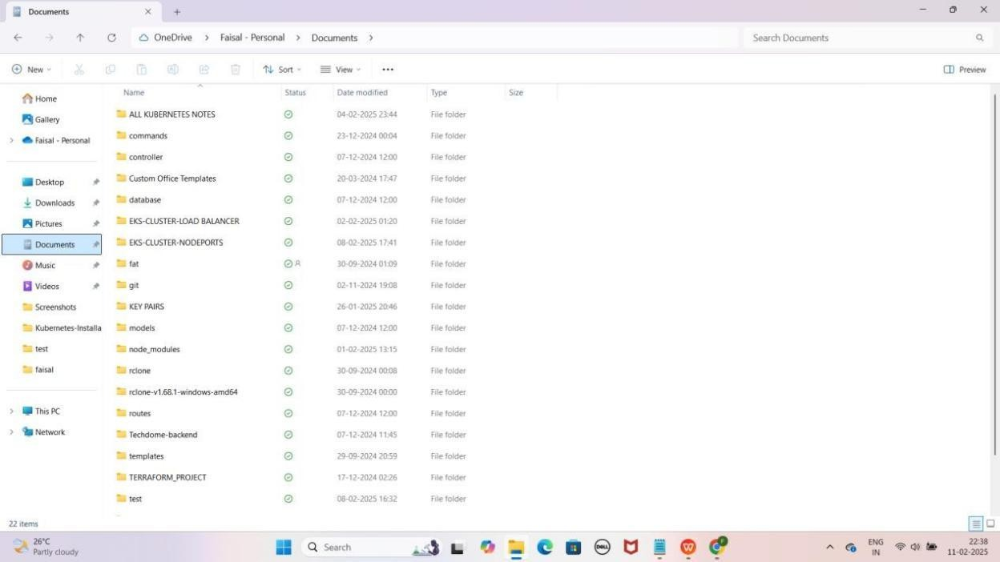 Documents
OneDrive > Faisal - Personal > Documents >
Search Documents
New
Sort
View
Preview
Name Status Date modified Type Size
Home
Gallery
Faisal - Personal
Desktop
Downloads
Pictures
Documents
Music
Videos
Screenshots
Kubernetes-Installa
test
faisal
This PC
Network
ALL KUBERNETES NOTES 04-02-2025 23:44 File folder
commands 23-12-2024 00:04 File folder
controller 07-12-2024 12:00 File folder
Custom Office Templates 20-03-2024 17:47 File folder
database 07-12-2024 12:00 File folder
EKS-CLUSTER-LOAD BALANCER 02-02-2025 01:20 File folder
EKS-CLUSTER-NODEPORTS 08-02-2025 17:41 File folder
fat 30-09-2024 01:09 File folder
git 02-11-2024 19:08 File folder
KEY PAIRS 26-01-2025 20:46 File folder
models 07-12-2024 12:00 File folder
node_modules 01-02-2025 13:15 File folder
rclone 30-09-2024 00:08 File folder
rclone-v1.68.1-windows-amd64 30-09-2024 00:00 File folder
routes 07-12-2024 12:00 File folder
Techdome-backend 07-12-2024 11:45 File folder
templates 29-09-2024 20:59 File folder
TERRAFORM_PROJECT 17-12-2024 02:26 File folder
test 08-02-2025 16:32 File folder
22 items
26°C
Partly cloudy
Search
DELL
W
F
ENG
IN
22:38
11-02-2025